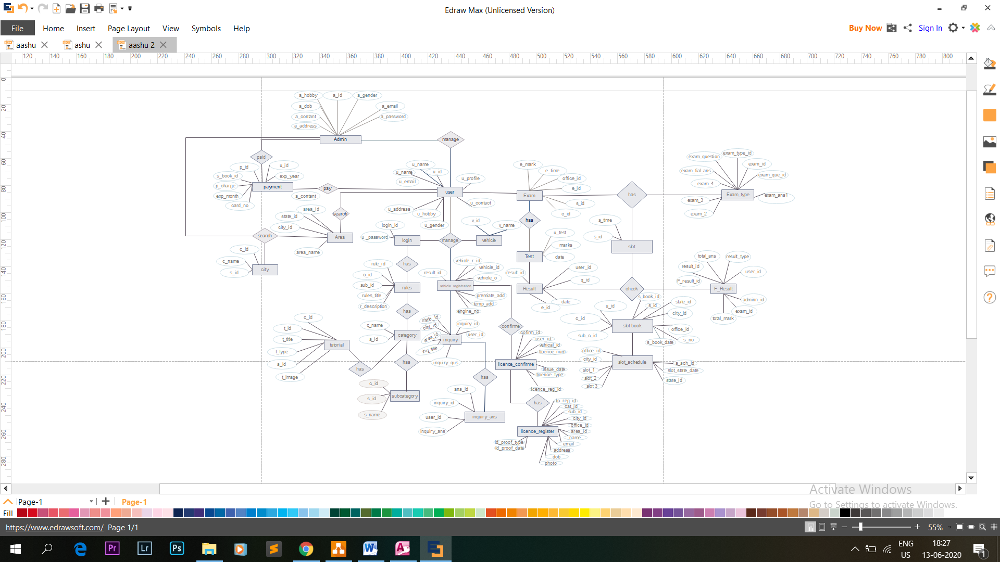 Edraw Max (Unlicensed Version)
File Home Insert Page Layout View Symbols Help
Buy Now Sign In
aashu ashu aashu 2
120 140 160 180 200 220 240 260 280 300 320 340 360 380 400 420 440 460 480 500 520 540 560 580 600 620 640 660 680 700 720 740 760 780 800
0 20 40 60 80 100 120 140 160 180 200 220 240 260 280
a_hobby a_id a_gender
a_dob a_email
a_contant a_password
a_address
Admin manage
paid
p_id u_id
s_book_id exp_year
p_charge payment pay
exp_month a_contant
card_no
u_name
u_name u_id
u_email u_profile
user
u_contact
u_address u_hobby
u_gender
e_mark
e_time
office_id
e_id
Exam
s_id
c_id
has
exam_question exam_type_id
exam_id
exam_fial_ans exam_que_id
exam_4
Exam_type exam_ans1
exam_3
exam_2
search
area_id
state_id
city_id
Area
area_name
search
c_id
c_name
s_id
city
login_id
u _password login manage vehicle
v_id
v_name
has
u_test
marks
Test date
s_time
s_id
slot
has
rule_id
c_id
sub_id rules
rules_title
r_description
result_id
vehicle_r_id
vehicle_id
vehicle_o
vehicle_registration
premiate_add
temp_add
engine_no
result_id
user_id
q_id
Result
date
e_id
check
total_ans result_type
result_id
user_id
F_result_id
F_Result
adminn_id
exam_id
total_mark
has
c_name
s_id
category
state_id
city_id
area_id
inq_title
inquiry
inquiry_id
user_id
inquiry_qus
confirme
s_book_id
u_id s_id state_id
c_id city_id
slot book office_id
sub_c_id s_no
s_book_date
c_id
t_id
t_title
tutorial
t_type
s_id
t_image
has
has
c_id
s_id
s_name
subcategory
has
ans_id
inquiry_id
user_id inquiry_ans
inquiry_ans
cofirm_id
user_id
vehical_id
licence_num
licence_confirme
issue_date
licence_type
licence_reg_id
office_id
city_id slot_schedule s_sch_id
slot_1 slot_state_date
slot_2 state_id
slot 3
has
lic_reg_id
cat_id
sub_id
city_id
office_id
licence_register area_id
name
id_proof_type email
id_proof_date address
dob
photo
Activate Windows
Go to Settings to activate Windows.
Page-1 Page-1
Fill
https://www.edrawsoft.com/ Page 1/1 55%
Pr Lr Ps
ENG 18:27
US 13-06-2020 1